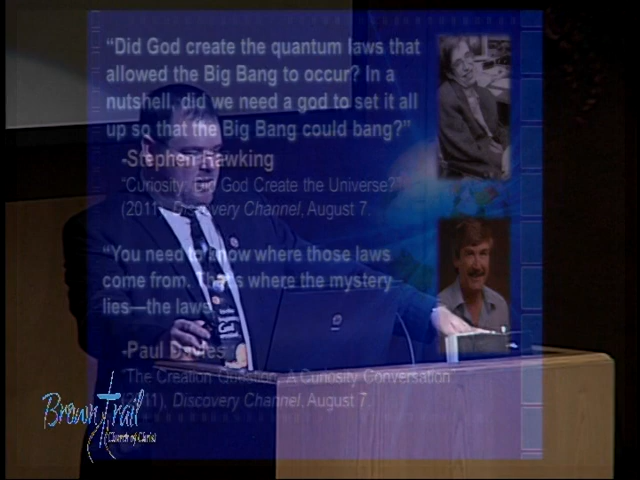 “Did God create the quantum laws that
allowed the Big Bang to occur? In a
nutshell, did we need a god to set it all
up so that the Big Bang could bang?”
-Stephen Hawking
“Curiosity: Did God Create the Universe?”
(2011), Discovery Channel, August 7.
“You need to know where those laws
come from. That's where the mystery
lies—the laws.”
-Paul Davies
“The Creation Question: A Curiosity Conversation
(2011), Discovery Channel, August 7.
Brown Trail
Church of Christ